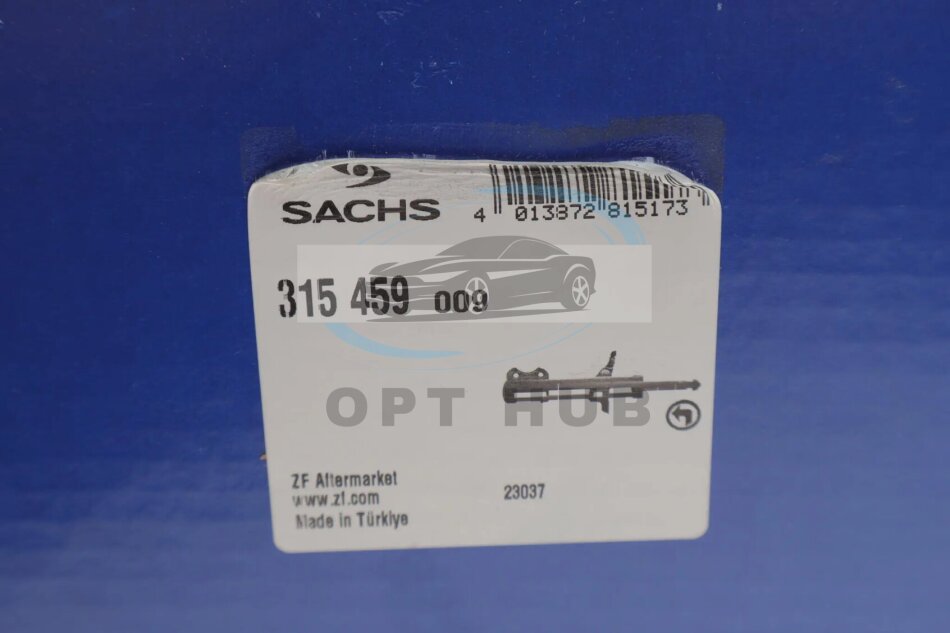 SACHS
4 013872 815173
315 459 009
OPT HUB
ZF Aftermarket
www.zf.com
23037
Made in Türkiye